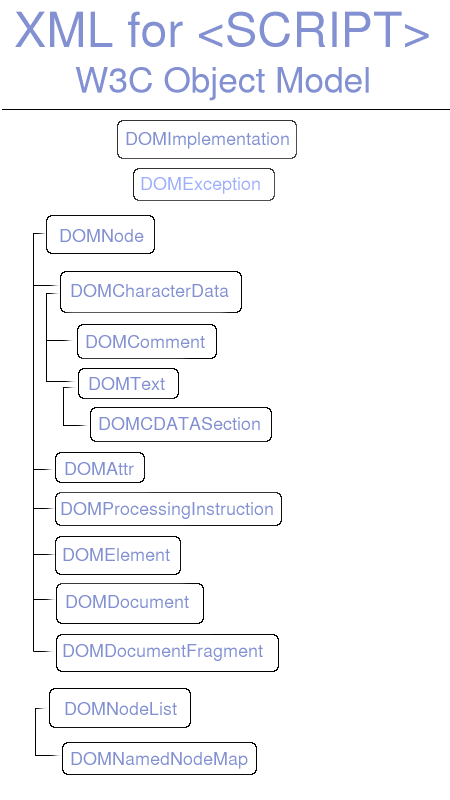 XML for <SCRIPT>
W3C Object Model
DOMImplementation
DOMException
DOMNode
DOMCharacterData
DOMComment
DOMText
DOMCDATASection
DOMAttr
DOMProcessingInstruction
DOMElement
DOMDocument
DOMDocumentFragment
DOMNodeList
DOMNamedNodeMap